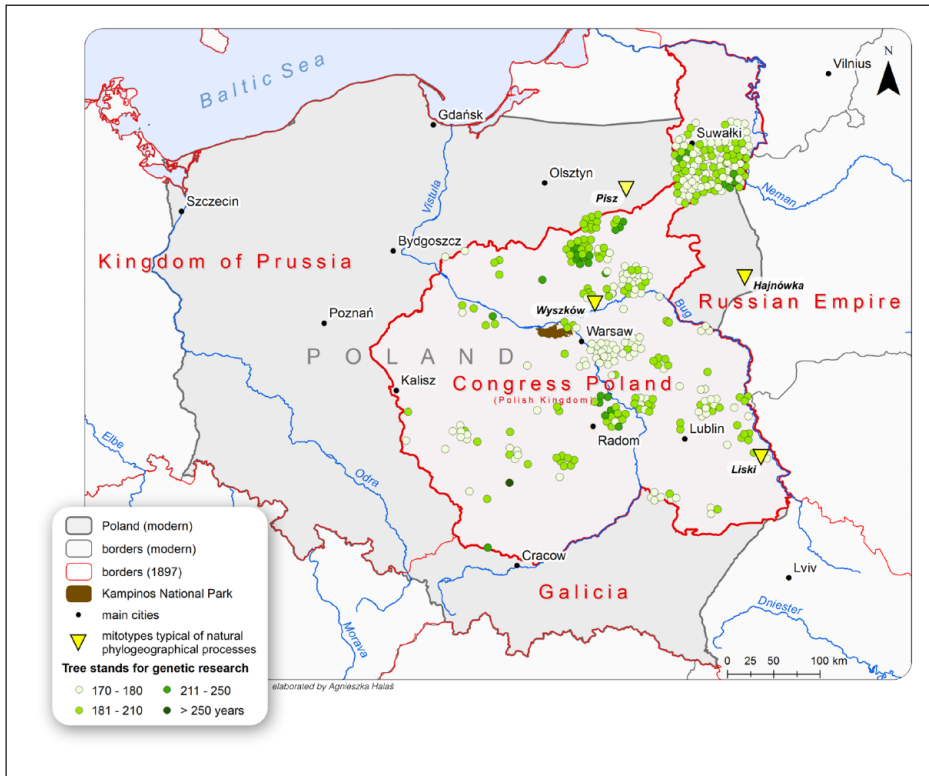 Baltic Sea
N
Vilnius
Gdańsk
Suwałki
Neman
Olsztyn
Pisz
Vistula
Szczecin
Bydgoszcz
Kingdom of Prussia
Hajnówka
Russian Empire
Wyszków
Bug
Poznań
Warsaw
POLAND
Kalisz
Congress Poland
(Polish Kingdom)
Radom
Lublin
Elbe
Odra
Liski
Cracow
Galicia
Lviv
Dniester
Morava
Poland (modern)
borders (modern)
borders (1897)
Kampinos National Park
main cities
mitotypes typical of natural
phylogeographical processes
Tree stands for genetic research
170 - 180
211 - 250
181 - 210
> 250 years
0 25 50 100 km
elaborated by Agnieszka Hałaś